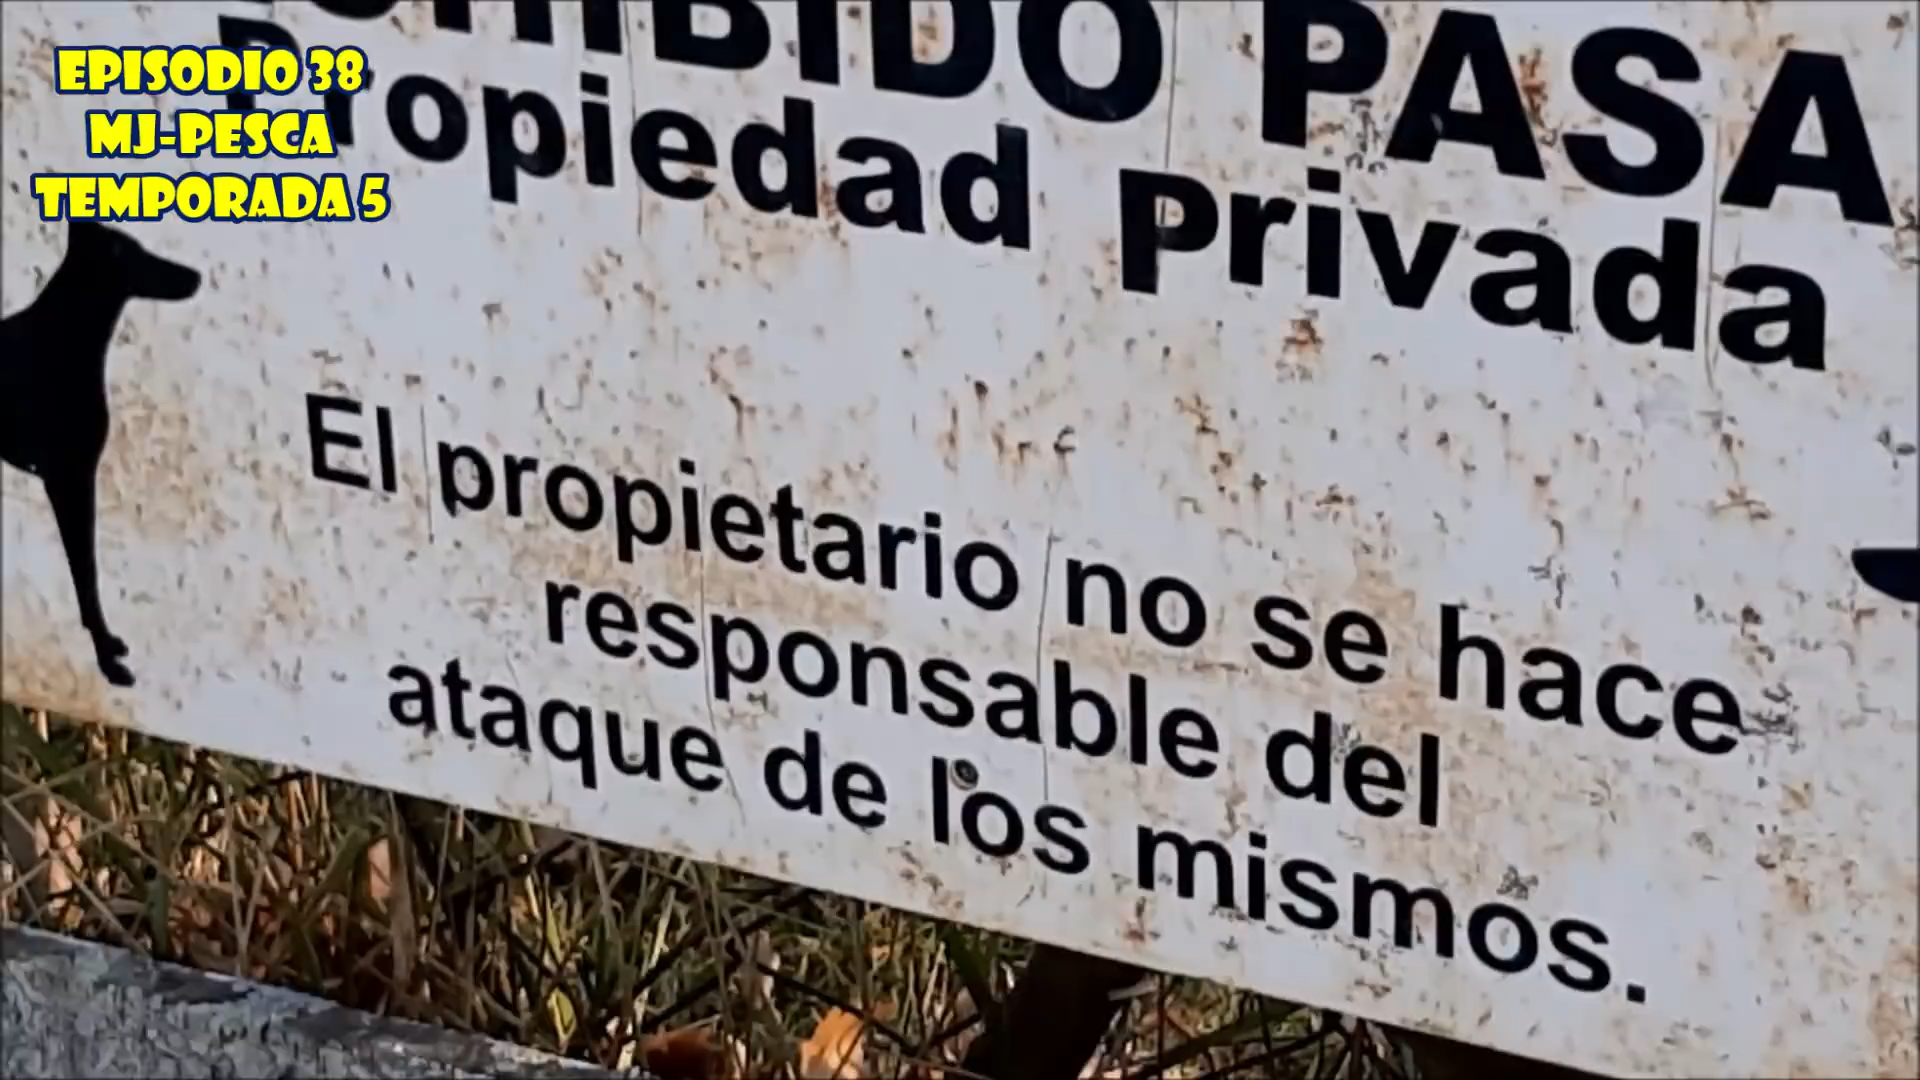 EPISODIO 38
MJ-PESCA
TEMPORADA 5
PASA
Propiedad Privada
El propietario no se hace
responsable del
ataque de los mismos.